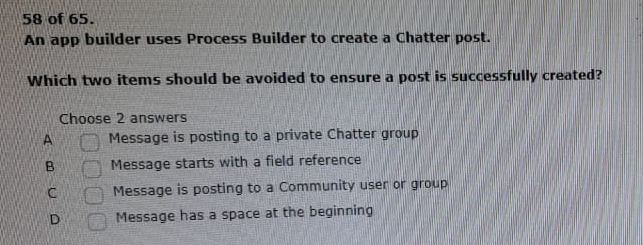 58 of 65.
An app builder uses Process Builder to create a Chatter post.
Which two items should be avoided to ensure a post is successfully created?
Choose 2 answers
A Message is posting to a private Chatter group
B Message starts with a field reference
C Message is posting to a Community user or group
D Message has a space at the beginning